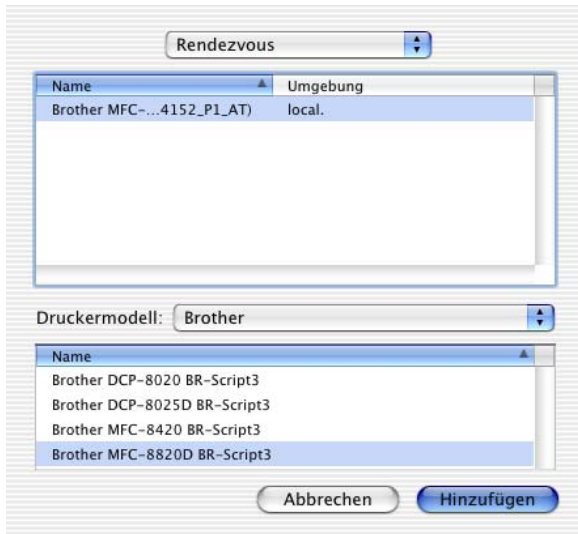 Rendezvous
Name Umgebung
Brother MFC-...4152_P1_AT) local.
Druckermodell: Brother
Name
Brother DCP-8020 BR-Script3
Brother DCP-8025D BR-Script3
Brother MFC-8420 BR-Script3
Brother MFC-8820D BR-Script3
Abbrechen Hinzufügen